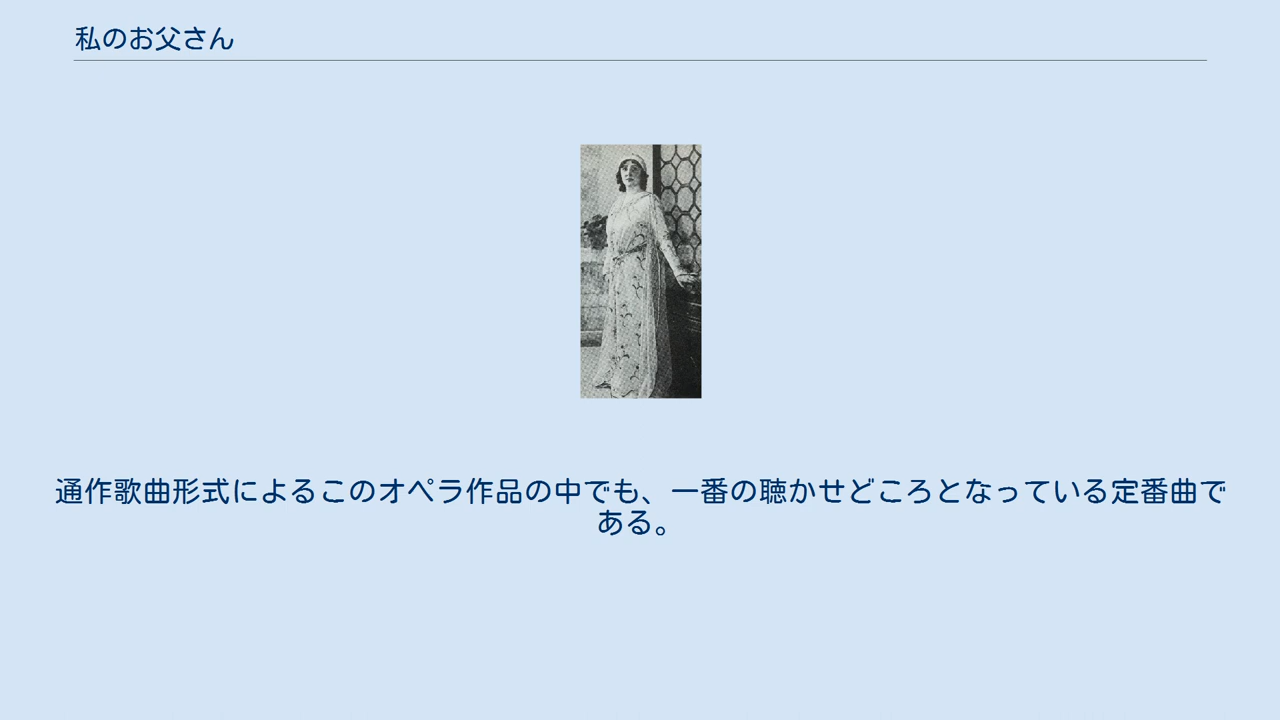 私のお父さん
通作歌曲形式によるこのオペラ作品の中でも、一番の聴かせどころとなっている定番曲で
ある。